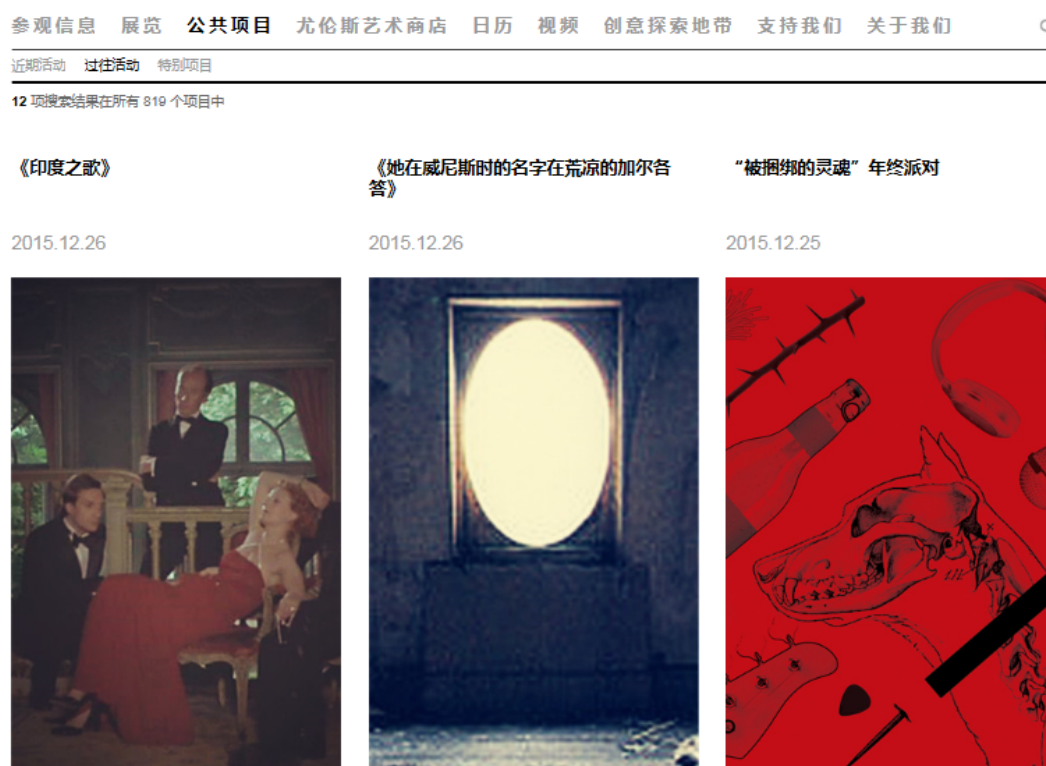 参观信息 展览 公共项目 尤伦斯艺术商店 日历 视频 创意探索地带 支持我们 关于我们
近期活动 过往活动 特别项目
12 项搜索结果在所有 819 个项目中
《印度之歌》
2015.12.26
《她在威尼斯时的名字在荒凉的加尔各
答》
2015.12.26
“被捆绑的灵魂”年终派对
2015.12.25